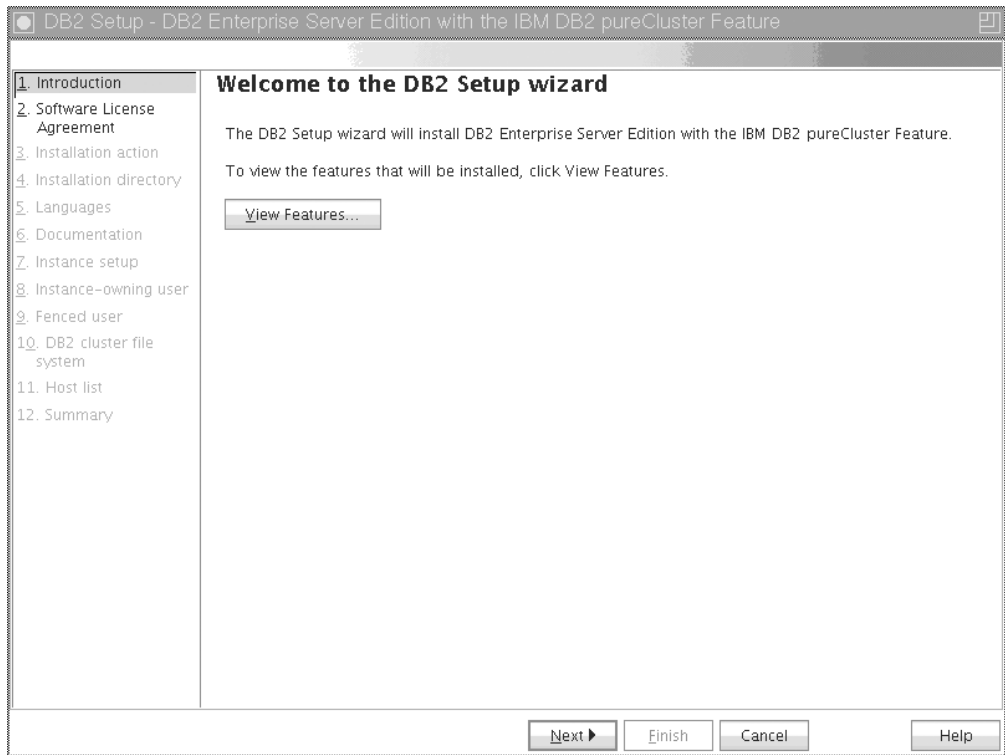 DB2 Setup - DB2 Enterprise Server Edition with the IBM DB2 pureCluster Feature
1. Introduction
2. Software License
Agreement
3. Installation action
4. Installation directory
5. Languages
6. Documentation
7. Instance setup
8. Instance-owning user
9. Fenced user
10. DB2 cluster file
system
11. Host list
12. Summary
Welcome to the DB2 Setup wizard
The DB2 Setup wizard will install DB2 Enterprise Server Edition with the IBM DB2 pureCluster Feature.
To view the features that will be installed, click View Features.
View Features...
Next
Finish
Cancel
Help